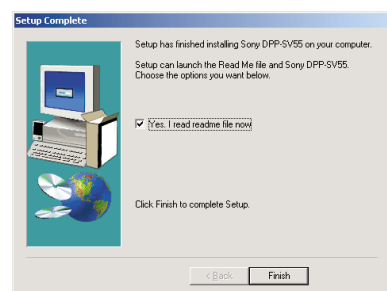 Setup Complete
Setup has finished installing Sony DPP-SV55 on your computer.
Setup can launch the Read Me file and Sony DPP-SV55.
Choose the options you want below.
Yes. I read readme file now
Click Finish to complete Setup.
< Back
Finish